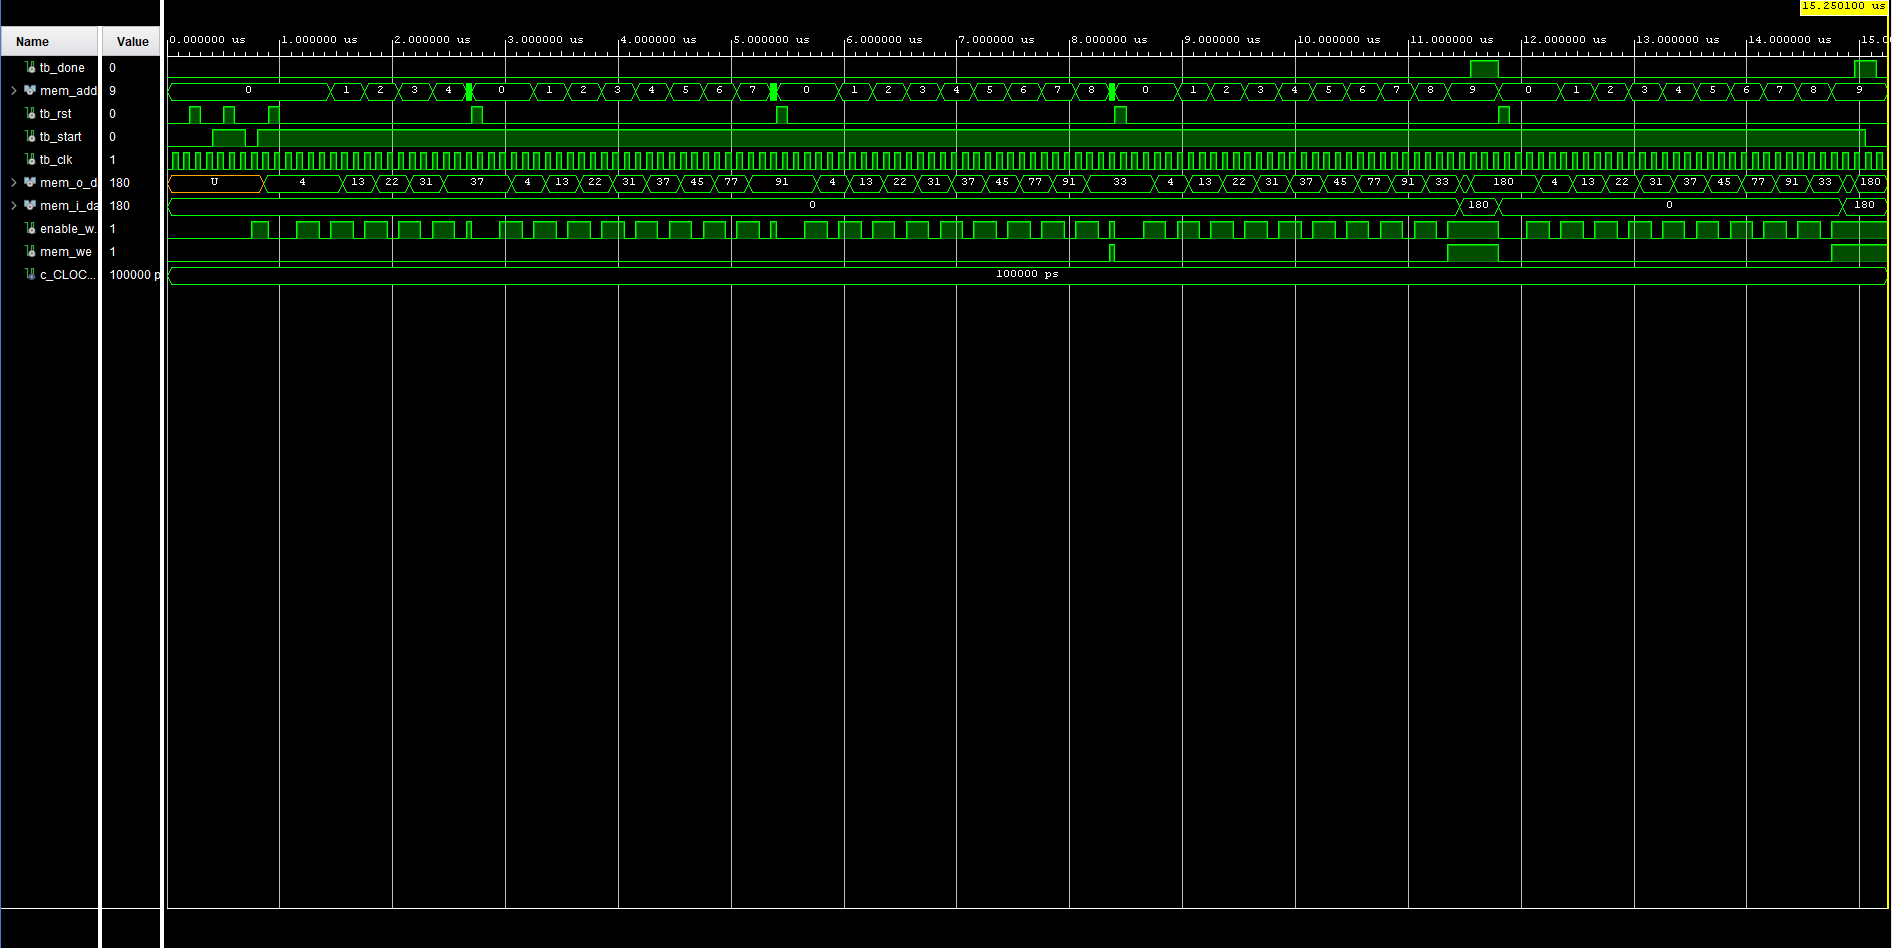 15.250100 us
Name Value 0.000000 us 1.000000 us 2.000000 us 3.000000 us 4.000000 us 5.000000 us 6.000000 us 7.000000 us 8.000000 us 9.000000 us 10.000000 us 11.000000 us 12.000000 us 13.000000 us 14.000000 us 15.0
tb_done 0
mem_add 9 0 1 2 3 4 0 1 2 3 4 5 6 7 0 1 2 3 4 5 6 7 8 0 1 2 3 4 5 6 7 8 9 0 1 2 3 4 5 6 7 8 9
tb_rst 0
tb_start 0
tb_clk 1
mem_o_d 180 U 4 13 22 31 37 4 13 22 31 37 45 77 91 4 13 22 31 37 45 77 91 33 4 13 22 31 37 45 77 91 33 180 4 13 22 31 37 45 77 91 33 180
mem_i_da 180 0 180 0 180
enable_w... 1
mem_we 1
c_CLOC... 100000 p 100000 ps